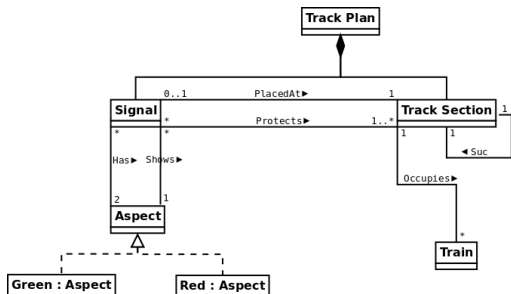 Track Plan
0..1 PlacedAt▶ 1
Signal Track Section 1
* * Protects▶ 1..* 1 1
◀ Suc
Has▶ Shows▶
Occupies▶
2 1
Aspect
*
Train
Green : Aspect Red : Aspect